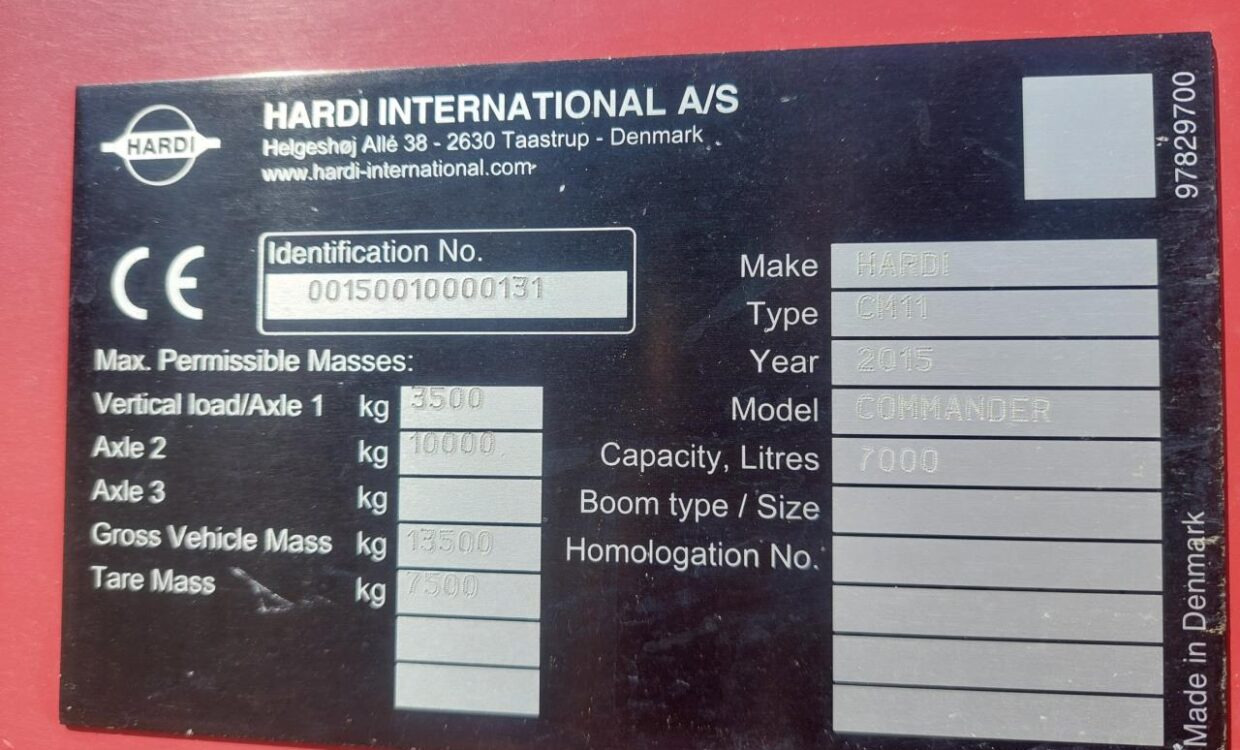 HARDI
HARDI INTERNATIONAL A/S
Helgeshøj Allé 38 - 2630 Taastrup - Denmark
www.hardi-international.com
97829700
CE
Identification No.
00150010000131
Max. Permissible Masses:
Vertical load/Axle 1 kg 3500
Axle 2 kg 10000
Axle 3 kg
Gross Vehicle Mass kg 13500
Tare Mass kg 7500
Make HARDI
Type CM11
Year 2015
Model COMMANDER
Capacity, Litres 7000
Boom type / Size
Homologation No.
Made in Denmark